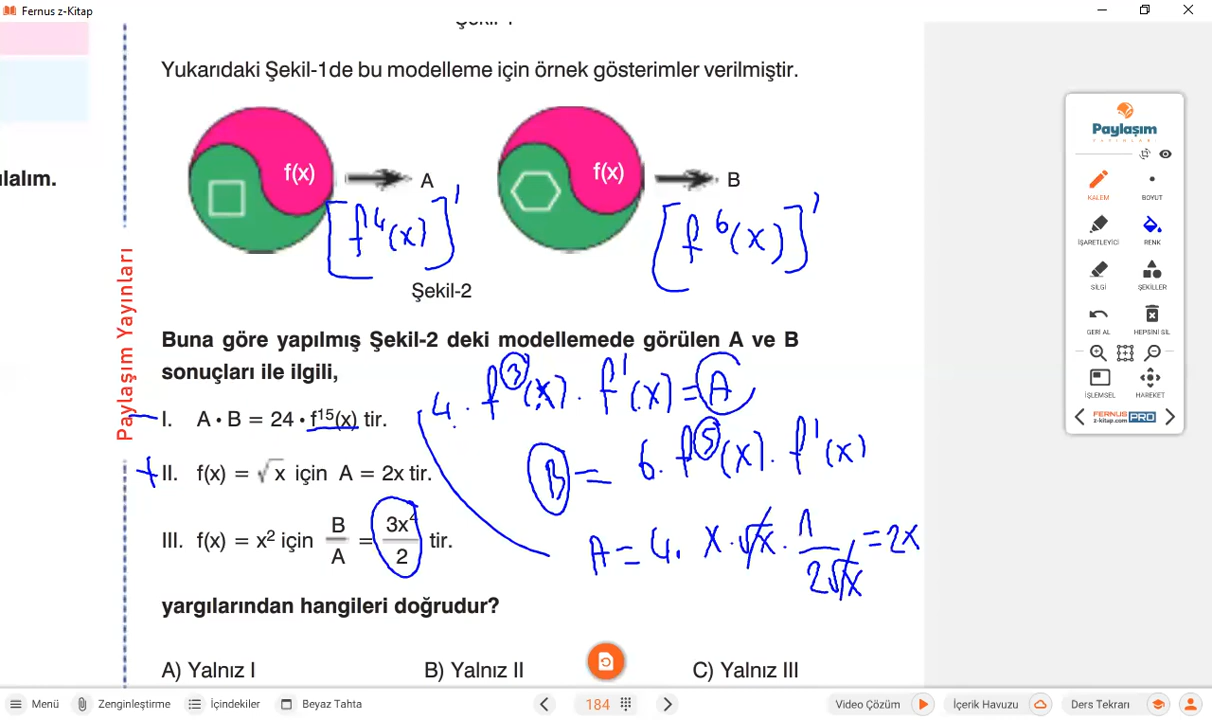 Fernus z-Kitap
Şekil-1
Yukarıdaki Şekil-1de bu modelleme için örnek gösterimler verilmiştir.
ılalım.
f(x) A
f(x) B
[f⁴(x)]'
[f⁶(x)]'
Şekil-2
Paylaşım Yayınları
Buna göre yapılmış Şekil-2 deki modellemede görülen A ve B
sonuçları ile ilgili,
4. f³(x) . f'(x) = A
I. A · B = 24 · f¹⁵(x) tir.
B = 6. f⁵(x) . f'(x)
+ II. f(x) = √x için A = 2x tir.
III. f(x) = x² için B/A = 3x⁴/2 tir.
A = 4. x . √x . 1/(2√x) = 2x
yargılarından hangileri doğrudur?
A) Yalnız I B) Yalnız II C) Yalnız III
Paylaşım
YAYINLARI
KALEM BOYUT
İŞARETLEYİCİ RENK
SİLGİ ŞEKİLLER
GERİ AL HEPSİNİ SİL
İŞLEMSEL HAREKET
FERNUS PRO
z-kitap.com
Menü Zenginleştirme İçindekiler Beyaz Tahta 184 Video Çözüm İçerik Havuzu Ders Tekrarı